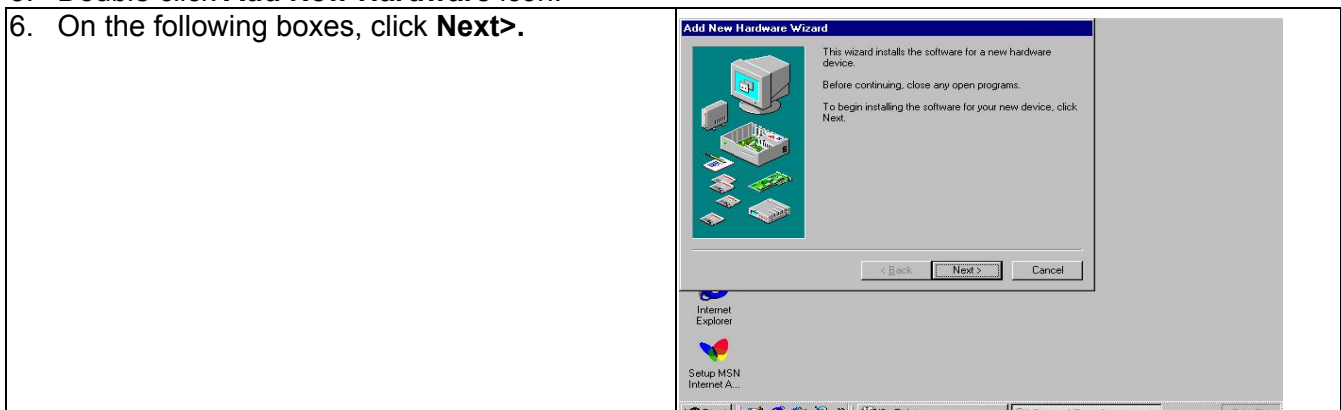 6. On the following boxes, click Next>.
Add New Hardware Wizard
This wizard installs the software for a new hardware
device.
Before continuing, close any open programs.
To begin installing the software for your new device, click
Next.
< Back
Next >
Cancel
Internet
Explorer
Setup MSN
Internet A...